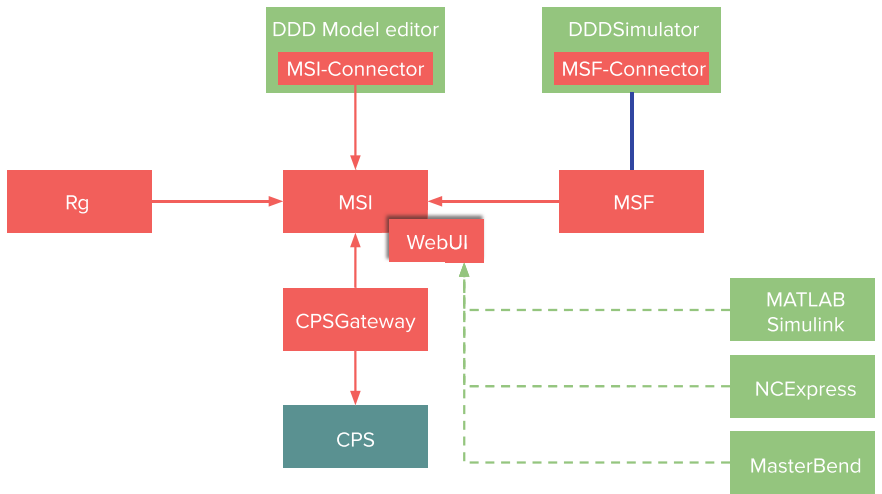 DDD Model editor
MSI-Connector
DDDSimulator
MSF-Connector
Rg
MSI
MSF
WebUI
CPSGateway
MATLAB
Simulink
NCExpress
CPS
MasterBend